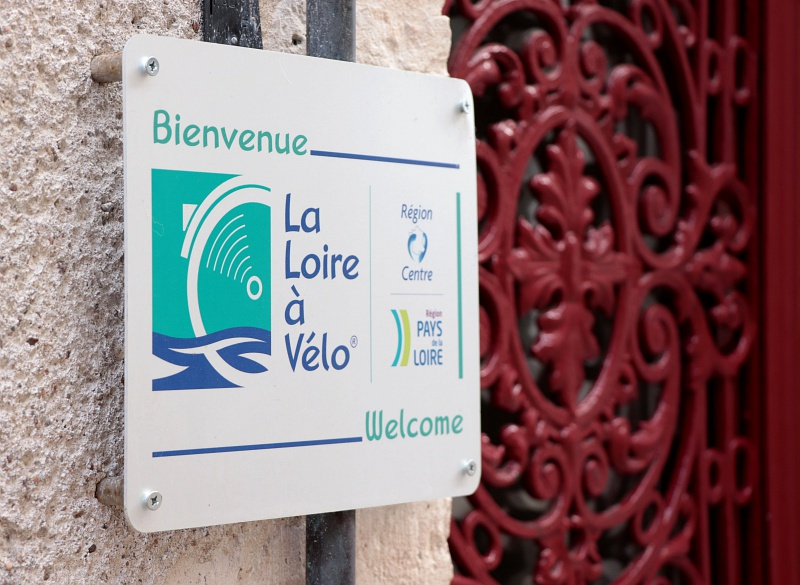 Bienvenue
La
Loire
à
Vélo®
Région
Centre
Région
PAYS
de la
LOIRE
Welcome